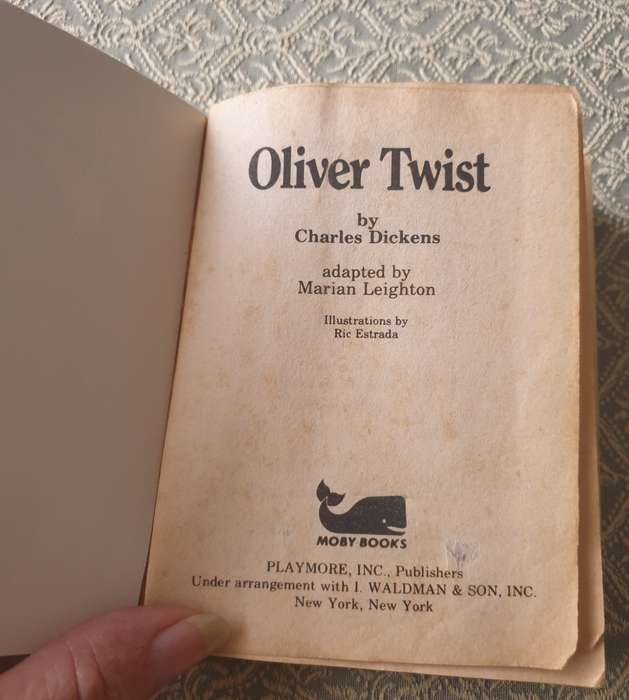 Oliver Twist
by
Charles Dickens
adapted by
Marian Leighton
Illustrations by
Ric Estrada
MOBY BOOKS
PLAYMORE, INC., Publishers
Under arrangement with I. WALDMAN & SON, INC.
New York, New York